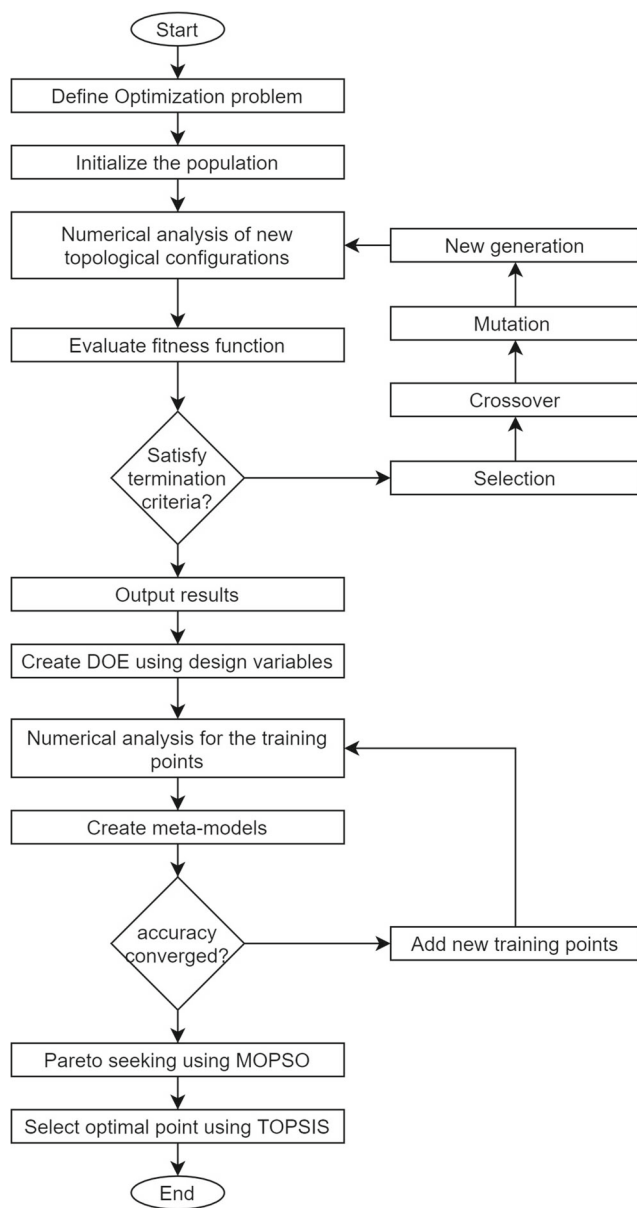 Start
Define Optimization problem
Initialize the population
Numerical analysis of new
topological configurations
New generation
Mutation
Evaluate fitness function
Crossover
Satisfy
termination
criteria?
Selection
Output results
Create DOE using design variables
Numerical analysis for the training
points
Create meta-models
accuracy
converged?
Add new training points
Pareto seeking using MOPSO
Select optimal point using TOPSIS
End